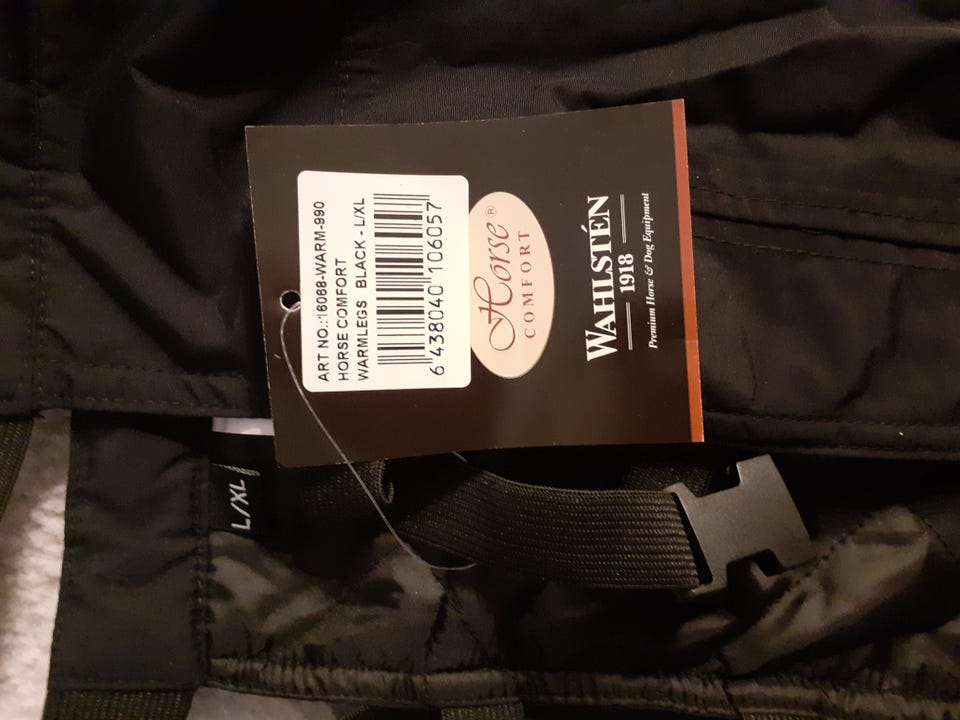 ART NO.:16068-WARM-990
HORSE COMFORT
WARMLEGS BLACK - L/XL
6 438040 106057
Horse®
COMFORT
WAHLSTÉN
1918
Premium Horse & Dog Equipment
L/XL